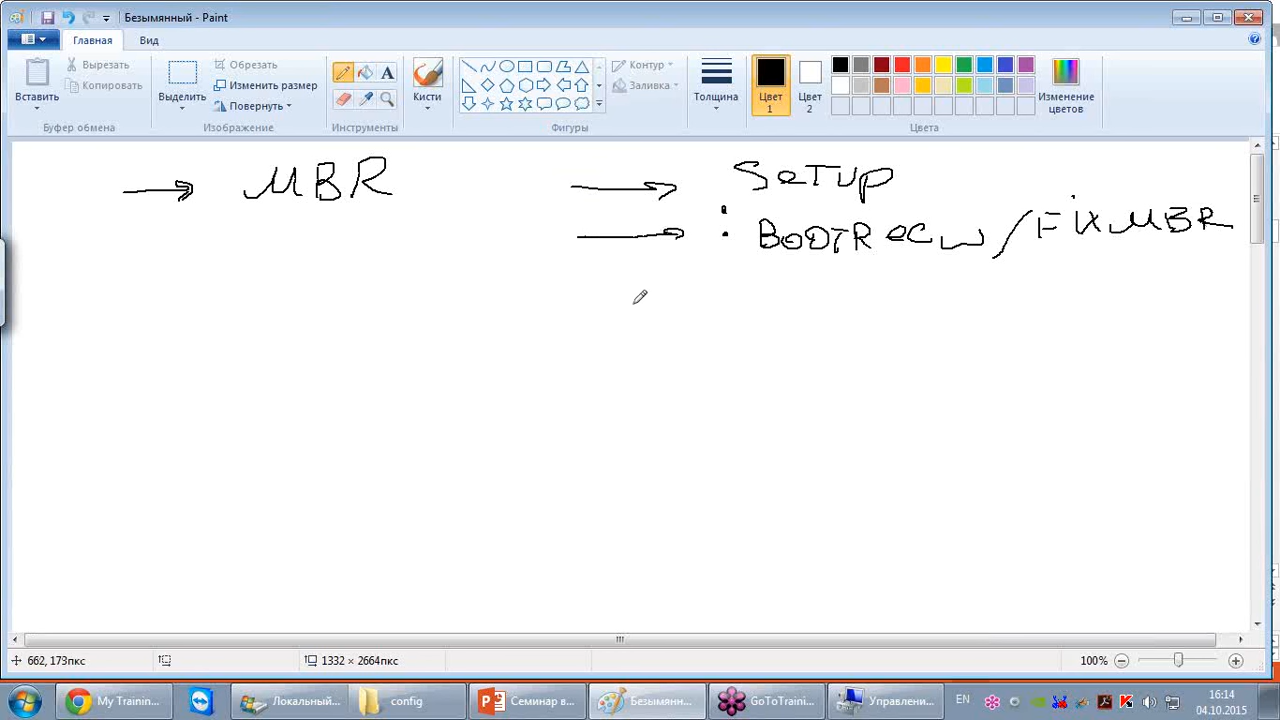 Безымянный - Paint
Главная Вид
Вставить
Вырезать
Копировать
Буфер обмена
Выделить
Обрезать
Изменить размер
Повернуть
Изображение
A
Инструменты
Кисти
Контур
Заливка
Фигуры
Толщина
Цвет 1
Цвет 2
Изменение цветов
Цвета
→ MBR → SeTup
→ : BOOTRECW/FiXMBR
662, 173пкс 1332 × 2664пкс 100%
My Trainin... Локальный... config Семинар в... Безымянн... GoToTraini... Управлени... EN 16:14
04.10.2015